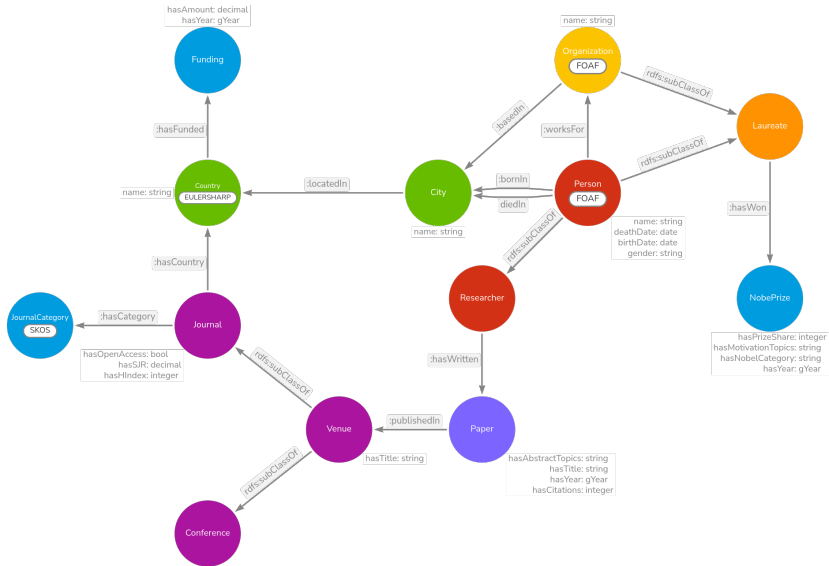 hasAmount: decimal
hasYear: gYear
Funding
name: string
Organization
FOAF
rdfs:subClassOf
Laureate
:hasFunded
:basedIn
:worksFor
rdfs:subClassOf
name: string
Country
EULERSHARP
:locatedIn
City
name: string
:bornIn
diedIn
Person
FOAF
name: string
deathDate: date
birthDate: date
gender: string
:hasWon
:hasCountry
rdfs:subClassOf
Researcher
NobePrize
hasPrizeShare: integer
hasMotivationTopics: string
hasNobelCategory: string
hasYear: gYear
JournalCategory
SKOS
:hasCategory
Journal
hasOpenAccess: bool
hasSJR: decimal
hasHIndex: integer
:hasWritten
rdfs:subClassOf
Venue
hasTitle: string
:publishedIn
Paper
hasAbstractTopics: string
hasTitle: string
hasYear: gYear
hasCitations: integer
rdfs:subClassOf
Conference